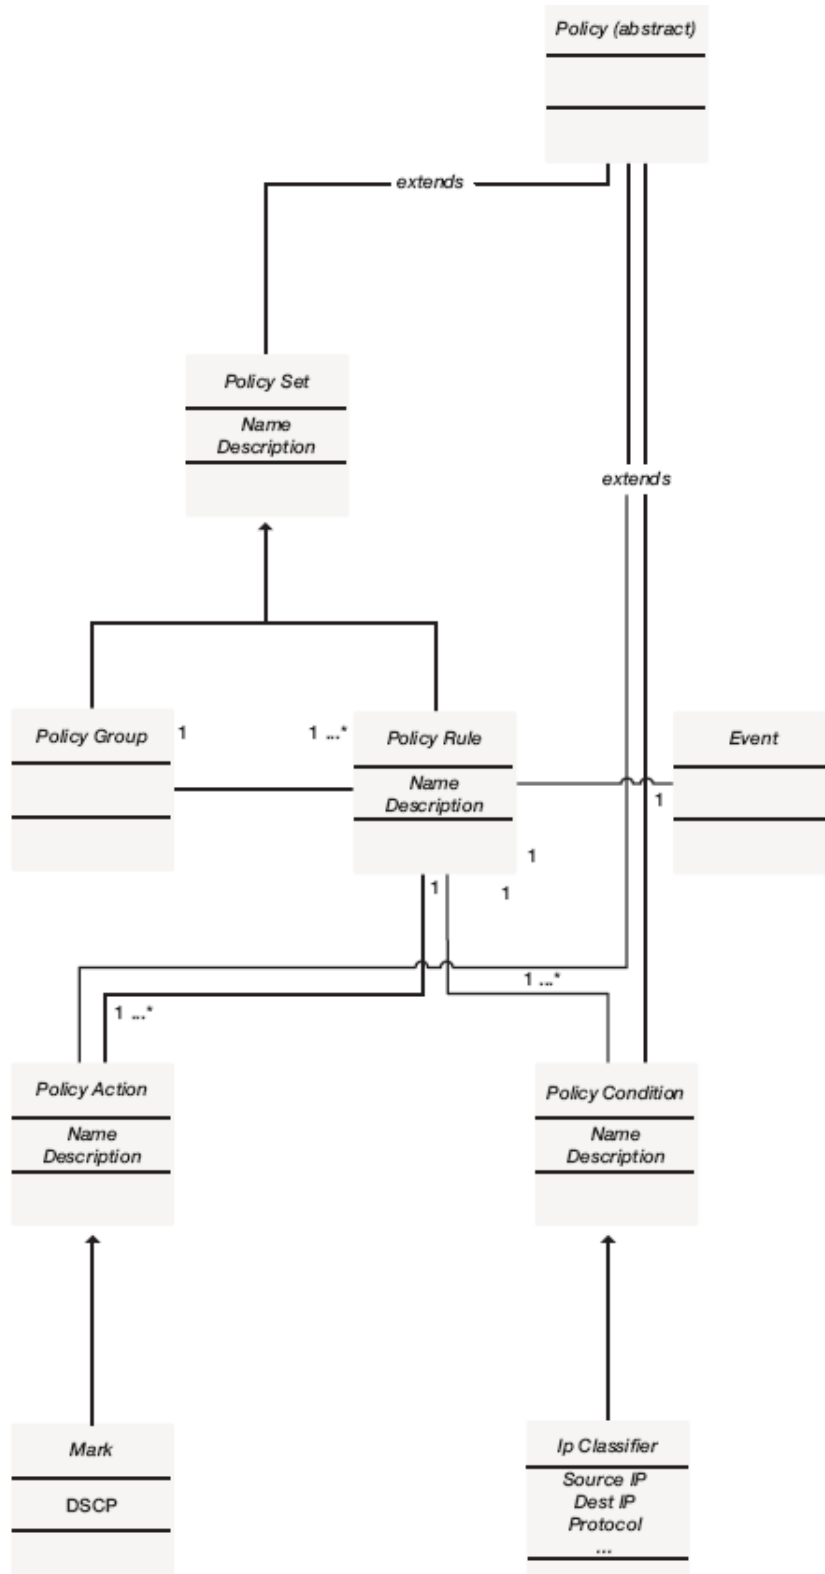 Policy (abstract)
extends
Policy Set
Name
Description
extends
Policy Group
1
1 ...*
Policy Rule
Name
Description
Event
1
1
1
1
1 ...*
1 ...*
Policy Action
Name
Description
Policy Condition
Name
Description
Mark
DSCP
Ip Classifier
Source IP
Dest IP
Protocol
...